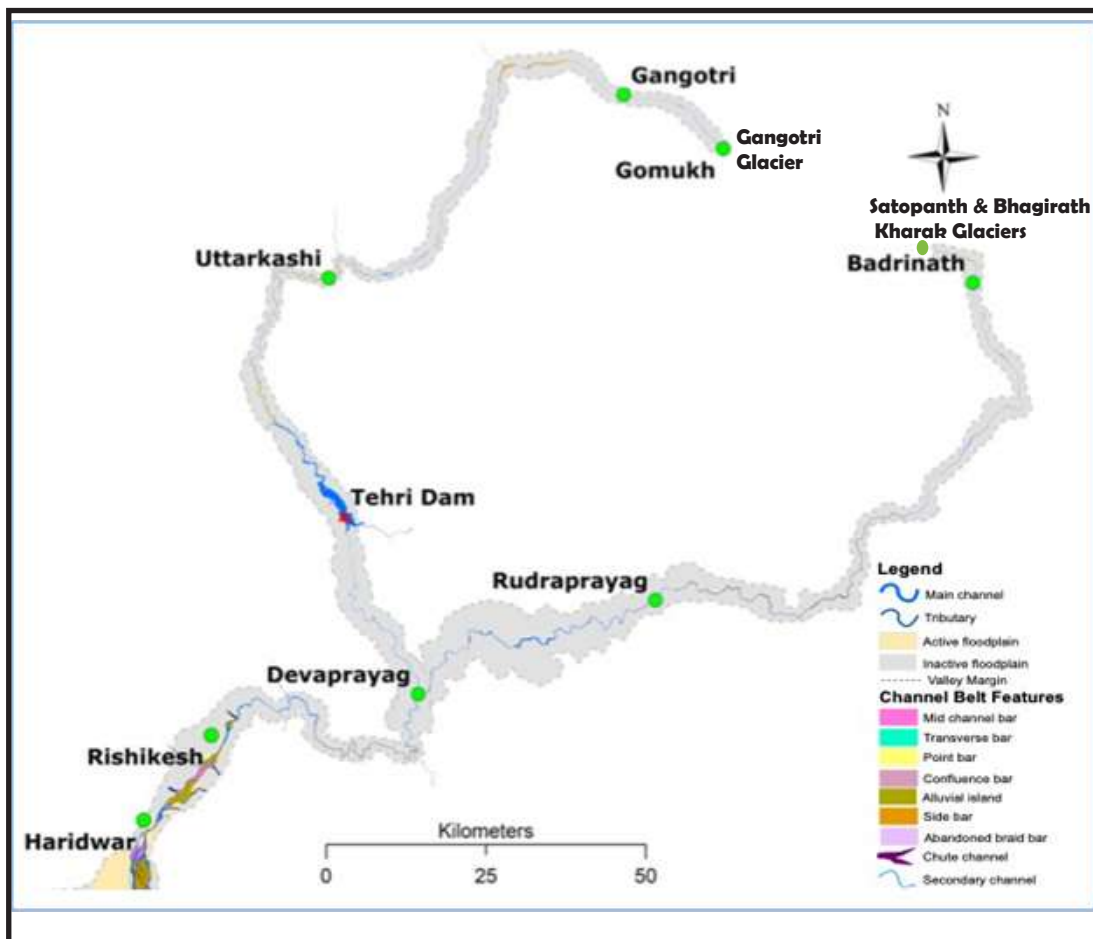 Gangotri
Gomukh
Gangotri
Glacier
N
Satopanth & Bhagirath
Kharak Glaciers
Badrinath
Uttarkashi
Tehri Dam
Rudraprayag
Devaprayag
Rishikesh
Haridwar
Kilometers
0 25 50
Legend
Main channel
Tributary
Active floodplain
Inactive floodplain
Valley Margin
Channel Belt Features
Mid channel bar
Transverse bar
Point bar
Confluence bar
Alluvial island
Side bar
Abandoned braid bar
Chute channel
Secondary channel